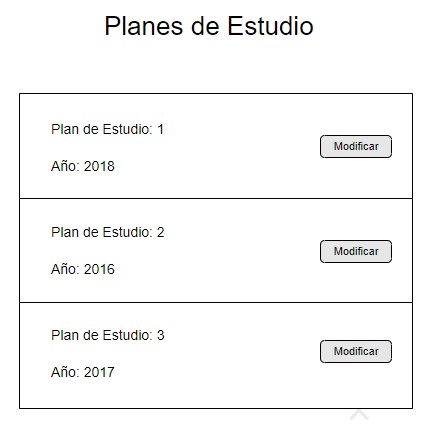 Planes de Estudio
Plan de Estudio: 1
Modificar
Año: 2018
Plan de Estudio: 2
Modificar
Año: 2016
Plan de Estudio: 3
Modificar
Año: 2017